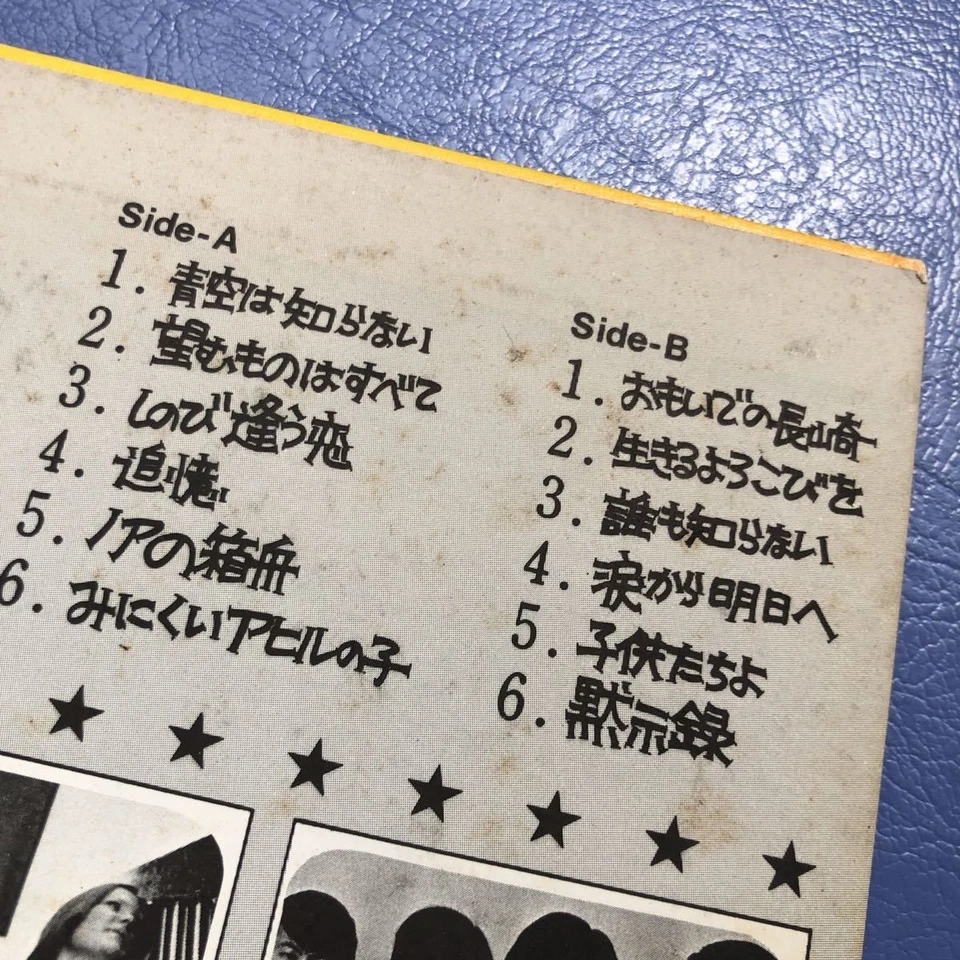 Side-A
1. 青空は知らない
2. 望むものはすべて
3. しのび逢う恋
4. 追憶
5. ノアの箱舟
6. みにくいアヒルの子
Side-B
1. おもいでの長崎
2. 生きるよろこびを
3. 誰も知らない
4. 涙から明日へ
5. 子供たちよ
6. 黙示録